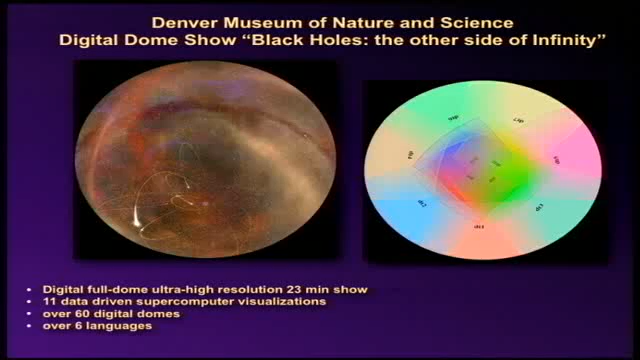 Denver Museum of Nature and Science
Digital Dome Show “Black Holes: the other side of Infinity”
• Digital full-dome ultra-high resolution 23 min show
• 11 data driven supercomputer visualizations
• over 60 digital domes
• over 6 languages